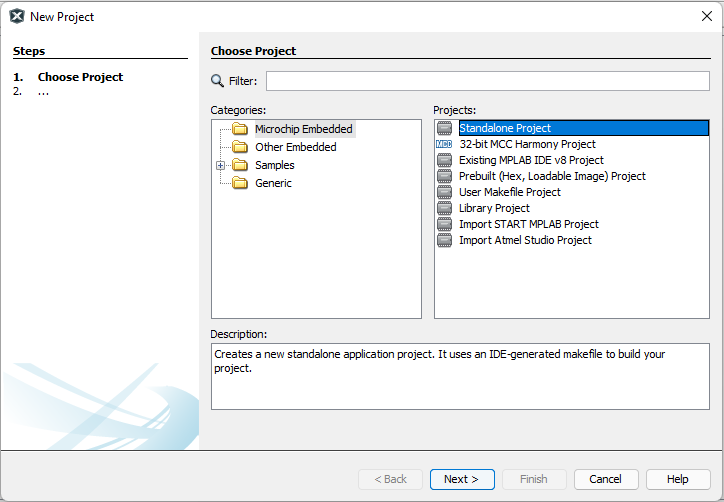 New Project
Steps
1. Choose Project
2. ...
Choose Project
Filter:
Categories:
Microchip Embedded
Other Embedded
Samples
Generic
Projects:
Standalone Project
MCC 32-bit MCC Harmony Project
Existing MPLAB IDE v8 Project
Prebuilt (Hex, Loadable Image) Project
User Makefile Project
Library Project
Import START MPLAB Project
Import Atmel Studio Project
Description:
Creates a new standalone application project. It uses an IDE-generated makefile to build your
project.
< Back Next > Finish Cancel Help